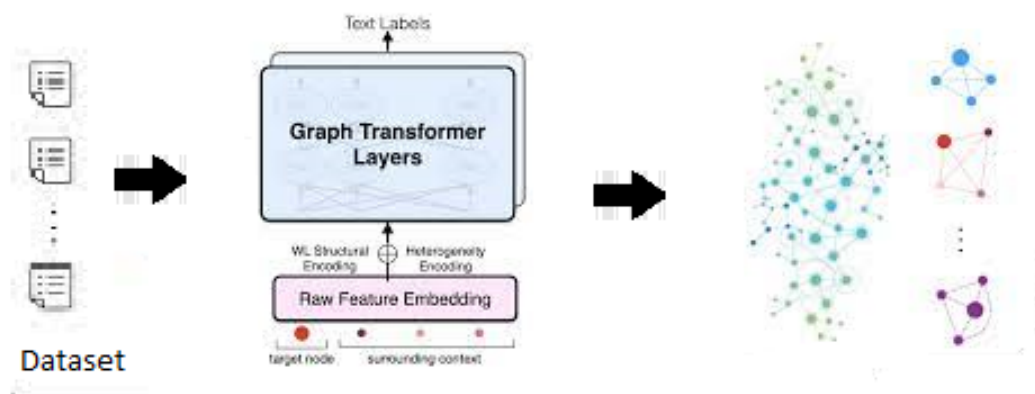 Text Labels
Graph Transformer
Layers
WL Structural
Encoding
Heterogeneity
Encoding
Raw Feature Embedding
target node
surrounding context
Dataset